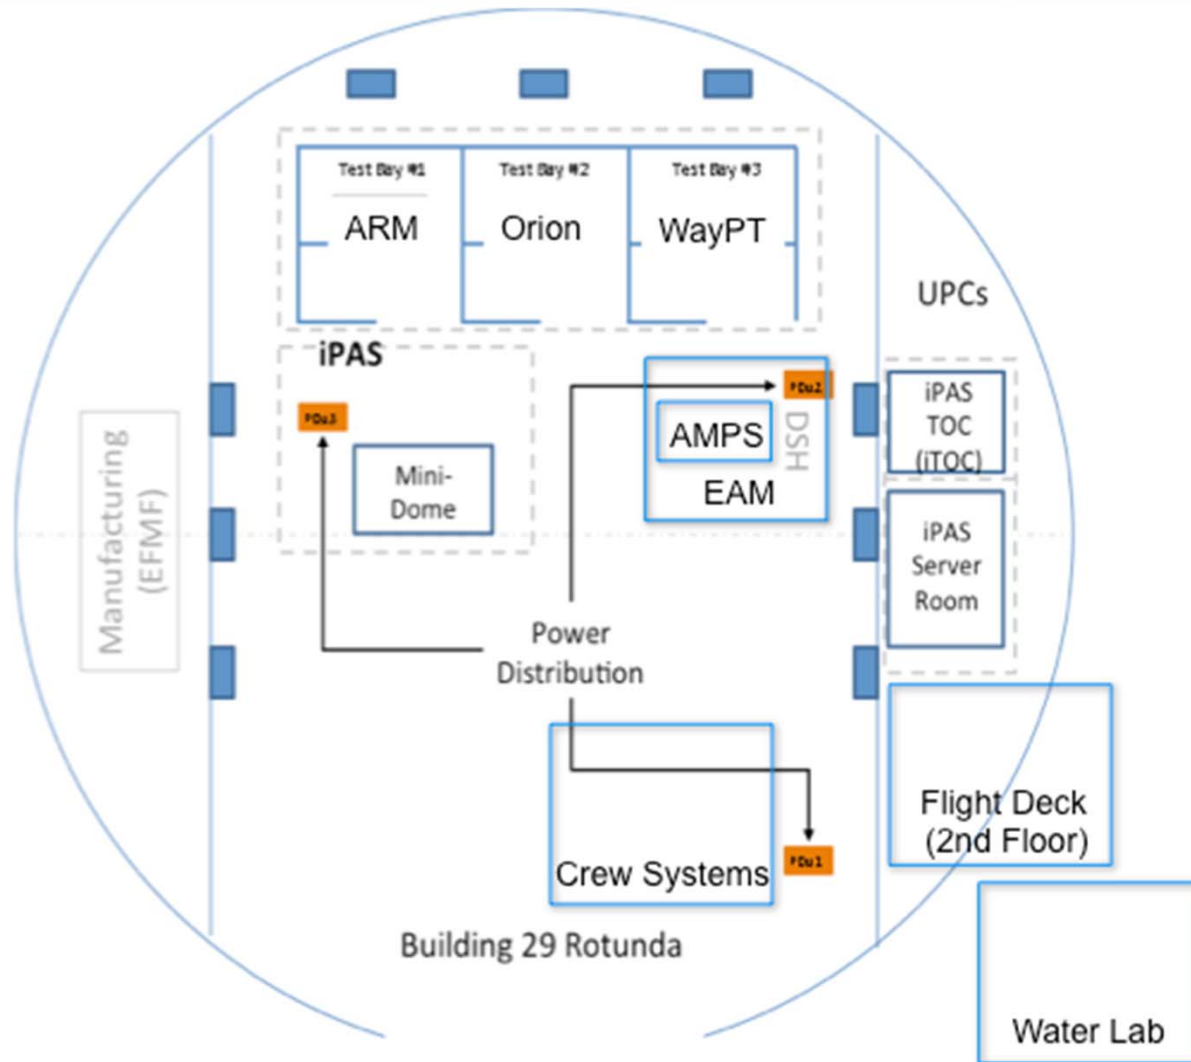 Test Bay #1
Test Bay #2
Test Bay #3
ARM
Orion
WayPT
UPCs
iPAS
PDu3
Mini-
Dome
PDu2
AMPS
DSH
EAM
iPAS
TOC
(iTOC)
iPAS
Server
Room
Manufacturing
(EFMF)
Power
Distribution
Crew Systems
PDu1
Flight Deck
(2nd Floor)
Building 29 Rotunda
Water Lab